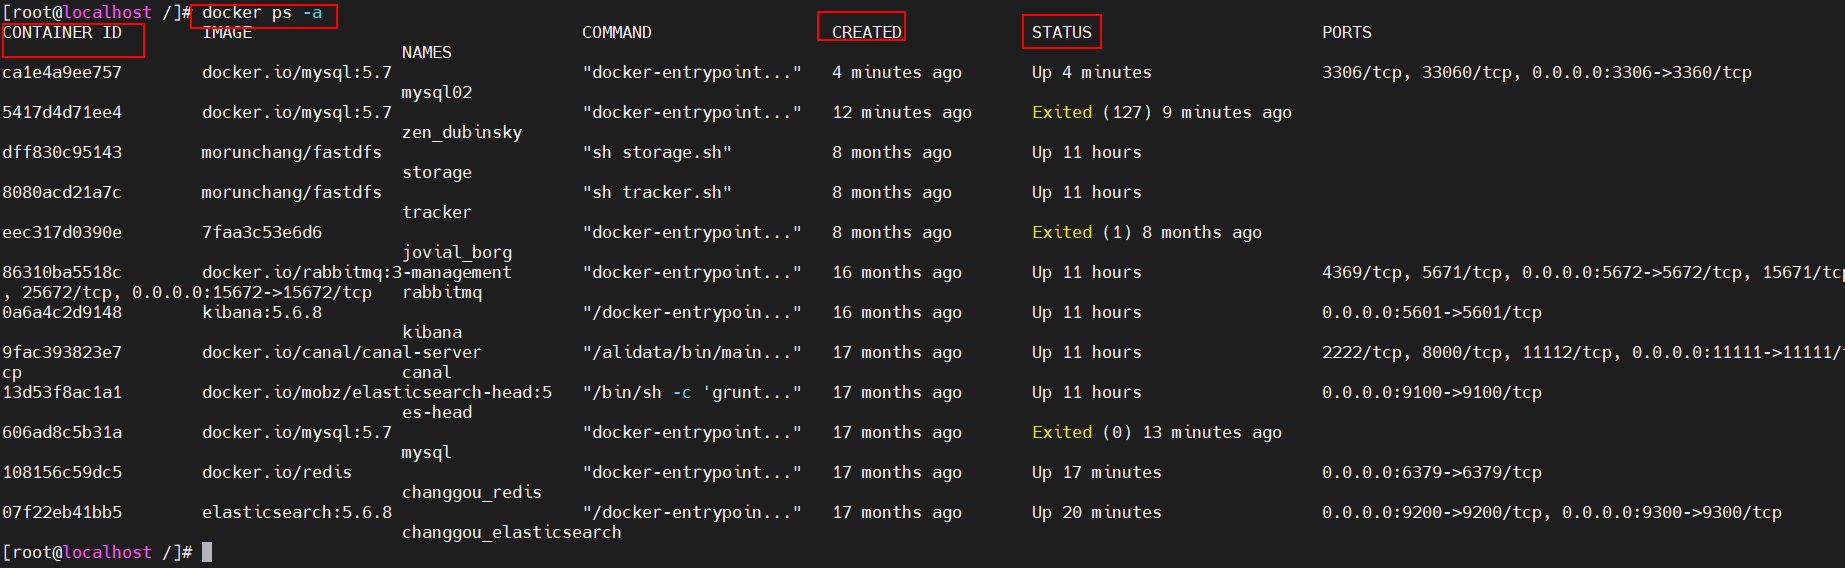 [root@localhost /]# docker ps -a
CONTAINER ID        IMAGE                                 COMMAND                  CREATED             STATUS                       PORTS
                                        NAMES
ca1e4a9ee757        docker.io/mysql:5.7                   "docker-entrypoint..."   4 minutes ago       Up 4 minutes                 3306/tcp, 33060/tcp, 0.0.0.0:3306->3360/tcp
                                        mysql02
5417d4d71ee4        docker.io/mysql:5.7                   "docker-entrypoint..."   12 minutes ago      Exited (127) 9 minutes ago
                                        zen_dubinsky
dff830c95143        morunchang/fastdfs                    "sh storage.sh"          8 months ago        Up 11 hours
                                        storage
8080acd21a7c        morunchang/fastdfs                    "sh tracker.sh"          8 months ago        Up 11 hours
                                        tracker
eec317d0390e        7faa3c53e6d6                          "docker-entrypoint..."   8 months ago        Exited (1) 8 months ago
                                        jovial_borg
86310ba5518c        docker.io/rabbitmq:3-management       "docker-entrypoint..."   16 months ago       Up 11 hours                  4369/tcp, 5671/tcp, 0.0.0.0:5672->5672/tcp, 15671/tcp
, 25672/tcp, 0.0.0.0:15672->15672/tcp   rabbitmq
0a6a4c2d9148        kibana:5.6.8                          "/docker-entrypoin..."   16 months ago       Up 11 hours                  0.0.0.0:5601->5601/tcp
                                        kibana
9fac393823e7        docker.io/canal/canal-server          "/alidata/bin/main..."   17 months ago       Up 11 hours                  2222/tcp, 8000/tcp, 11112/tcp, 0.0.0.0:11111->11111/t
cp                                      canal
13d53f8ac1a1        docker.io/mobz/elasticsearch-head:5   "/bin/sh -c 'grunt..."   17 months ago       Up 11 hours                  0.0.0.0:9100->9100/tcp
                                        es-head
606ad8c5b31a        docker.io/mysql:5.7                   "docker-entrypoint..."   17 months ago       Exited (0) 13 minutes ago
                                        mysql
108156c59dc5        docker.io/redis                       "docker-entrypoint..."   17 months ago       Up 17 minutes                0.0.0.0:6379->6379/tcp
                                        changgou_redis
07f22eb41bb5        elasticsearch:5.6.8                   "/docker-entrypoin..."   17 months ago       Up 20 minutes                0.0.0.0:9200->9200/tcp, 0.0.0.0:9300->9300/tcp
                                        changgou_elasticsearch
[root@localhost /]#